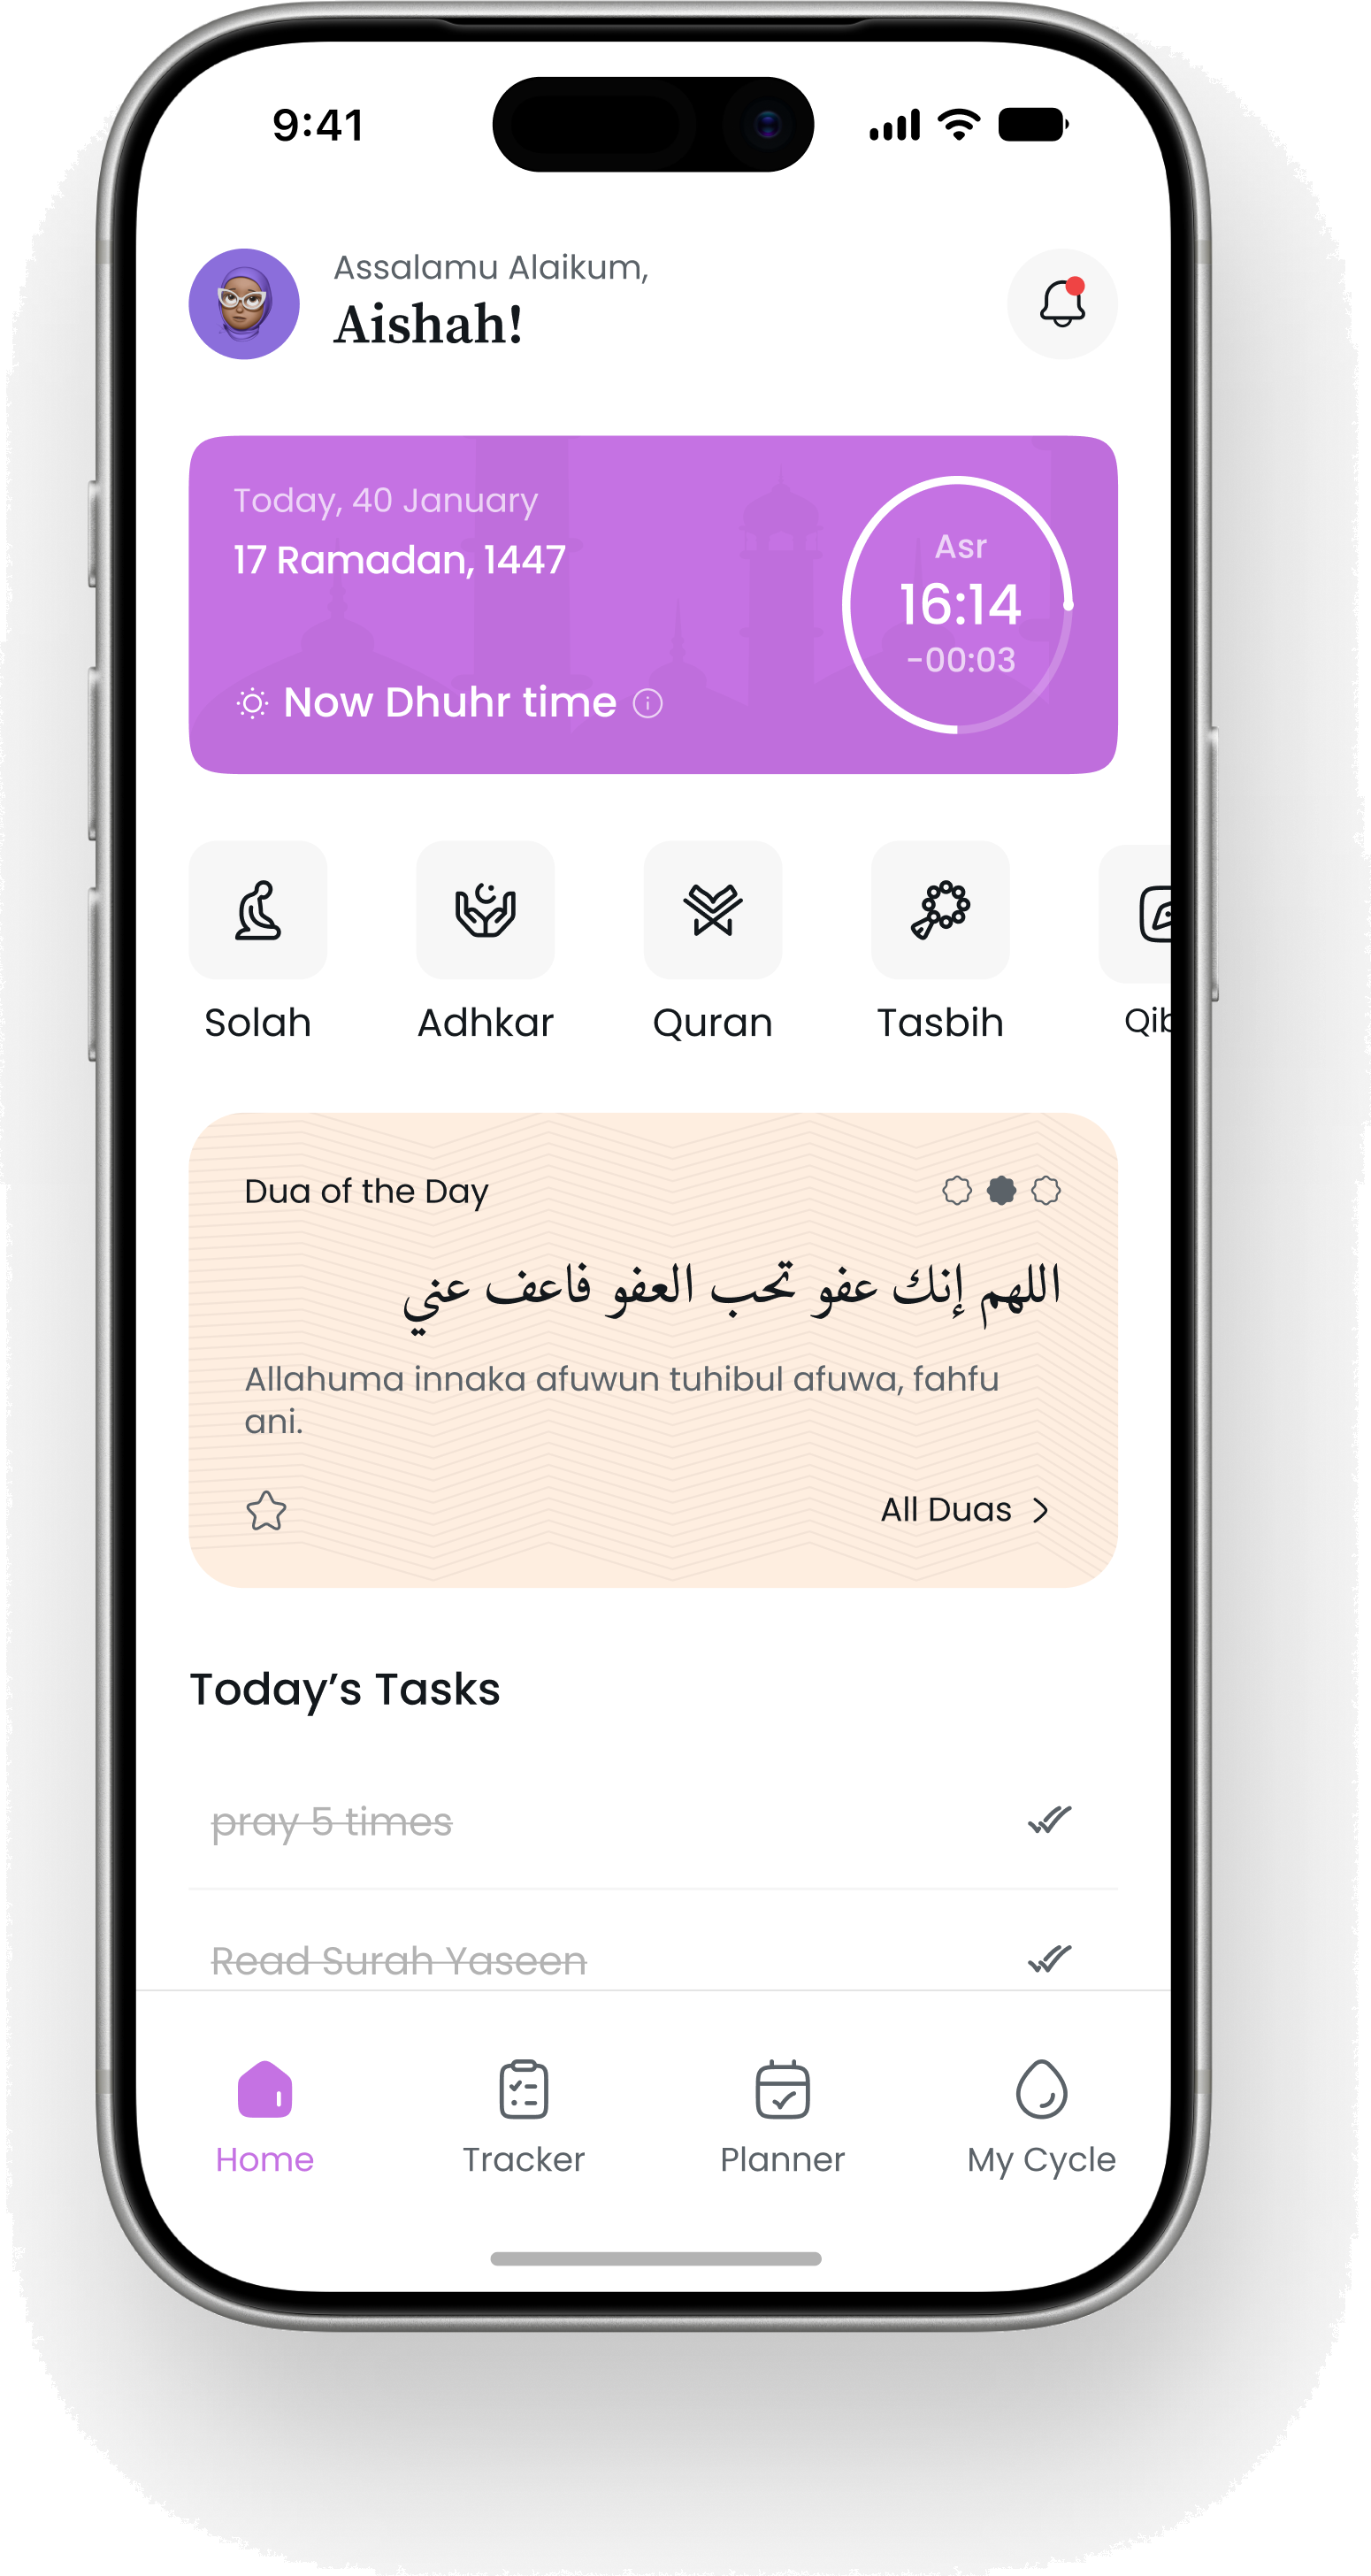 9:41
Assalamu Alaikum,
Aishah!
Today, 40 January
17 Ramadan, 1447
Asr
16:14
-00:03
Now Dhuhr time
Solah
Adhkar
Quran
Tasbih
Qib
Dua of the Day
اللهم إنك عفو تحب العفو فاعف عني
Allahuma innaka afuwun tuhibul afuwa, fahfu
ani.
All Duas
Today’s Tasks
pray 5 times
Read Surah Yaseen
Home
Tracker
Planner
My Cycle